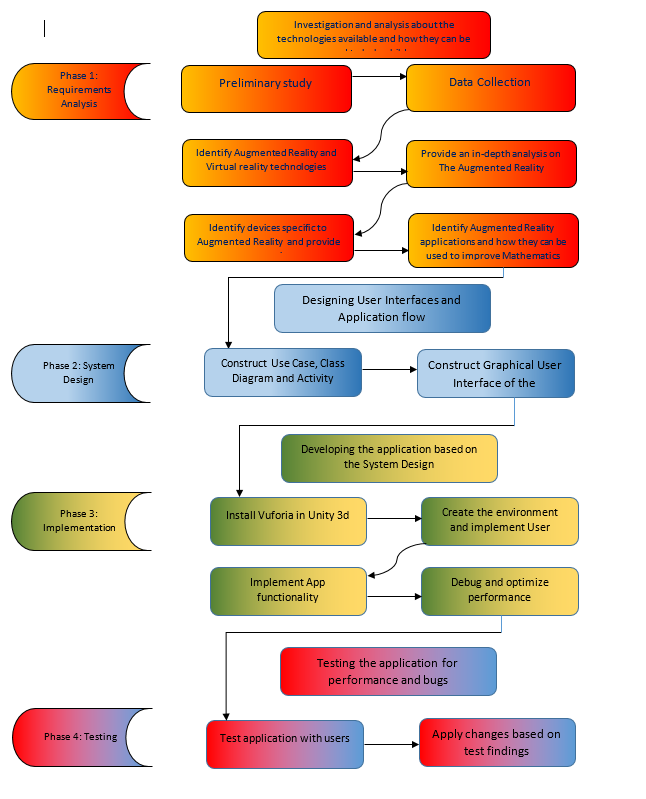 Investigation and analysis about the
technologies available and how they can be
Phase 1:
Requirements
Analysis
Preliminary study
Data Collection
Identify Augmented Reality and
Virtual reality technologies
Provide an in-depth analysis on
The Augmented Reality
Identify devices specific to
Augmented Reality and provide
Identify Augmented Reality
applications and how they can be
used to improve Mathematics
Designing User Interfaces and
Application flow
Phase 2: System
Design
Construct Use Case, Class
Diagram and Activity
Construct Graphical User
Interface of the
Developing the application based on
the System Design
Phase 3:
Implementation
Install Vuforia in Unity 3d
Create the environment
and implement User
Implement App
functionality
Debug and optimize
performance
Testing the application for
performance and bugs
Phase 4: Testing
Test application with users
Apply changes based on
test findings